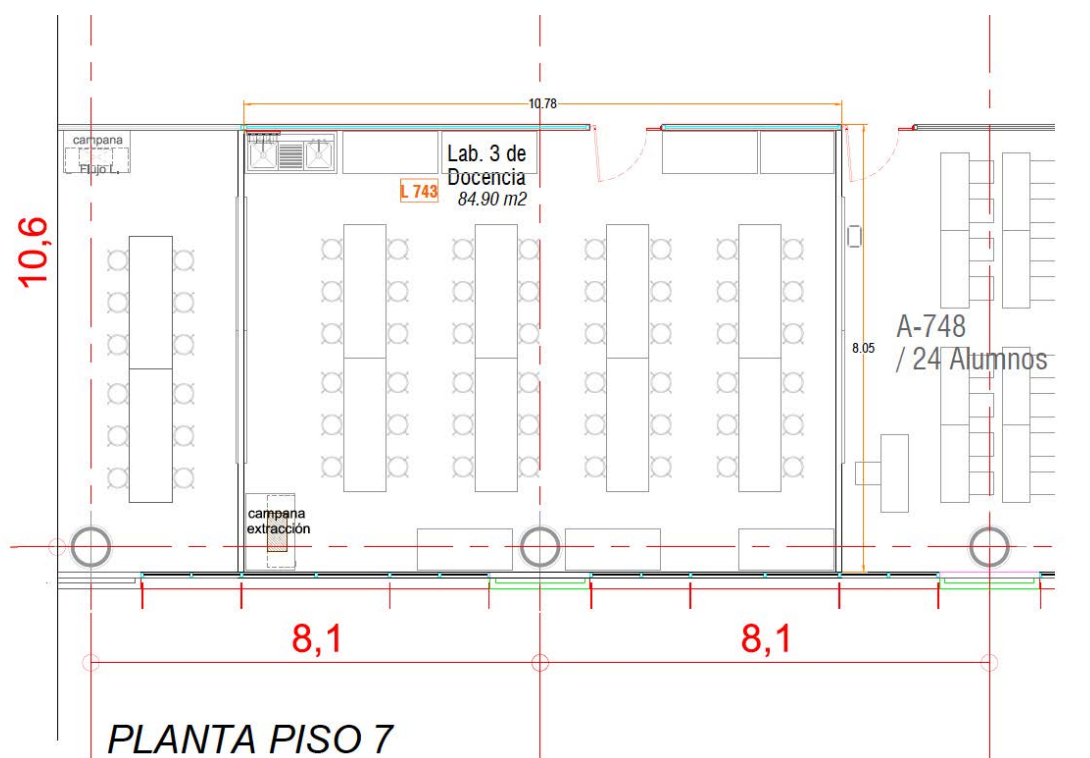 10.78
campana
Flujo L.
Lab. 3 de
Docencia
84.90 m2
L 743
10,6
A-748
/ 24 Alumnos
8.05
campana
extracción
8,1
8,1
PLANTA PISO 7